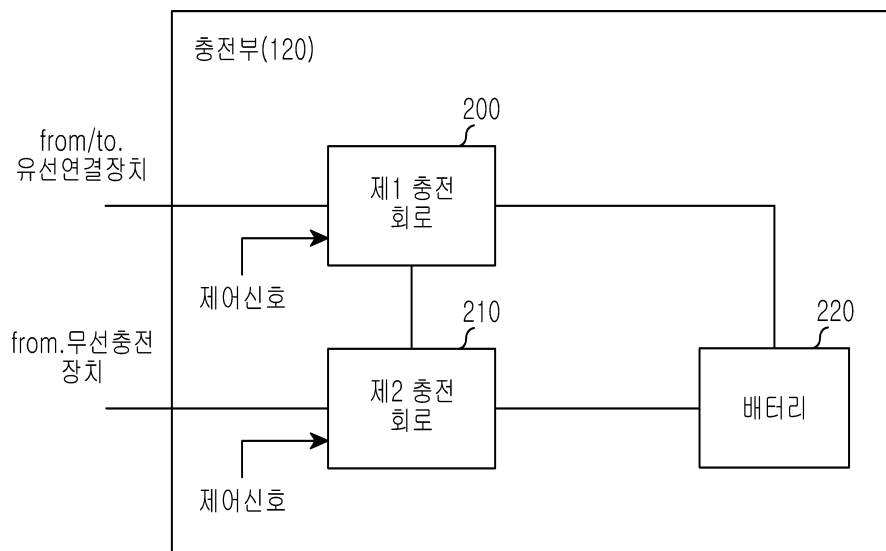 충전부(120)
200
from/to.
유선연결장치
제1 충전
회로
제어신호
210
220
from.무선충전
장치
제2 충전
회로
배터리
제어신호